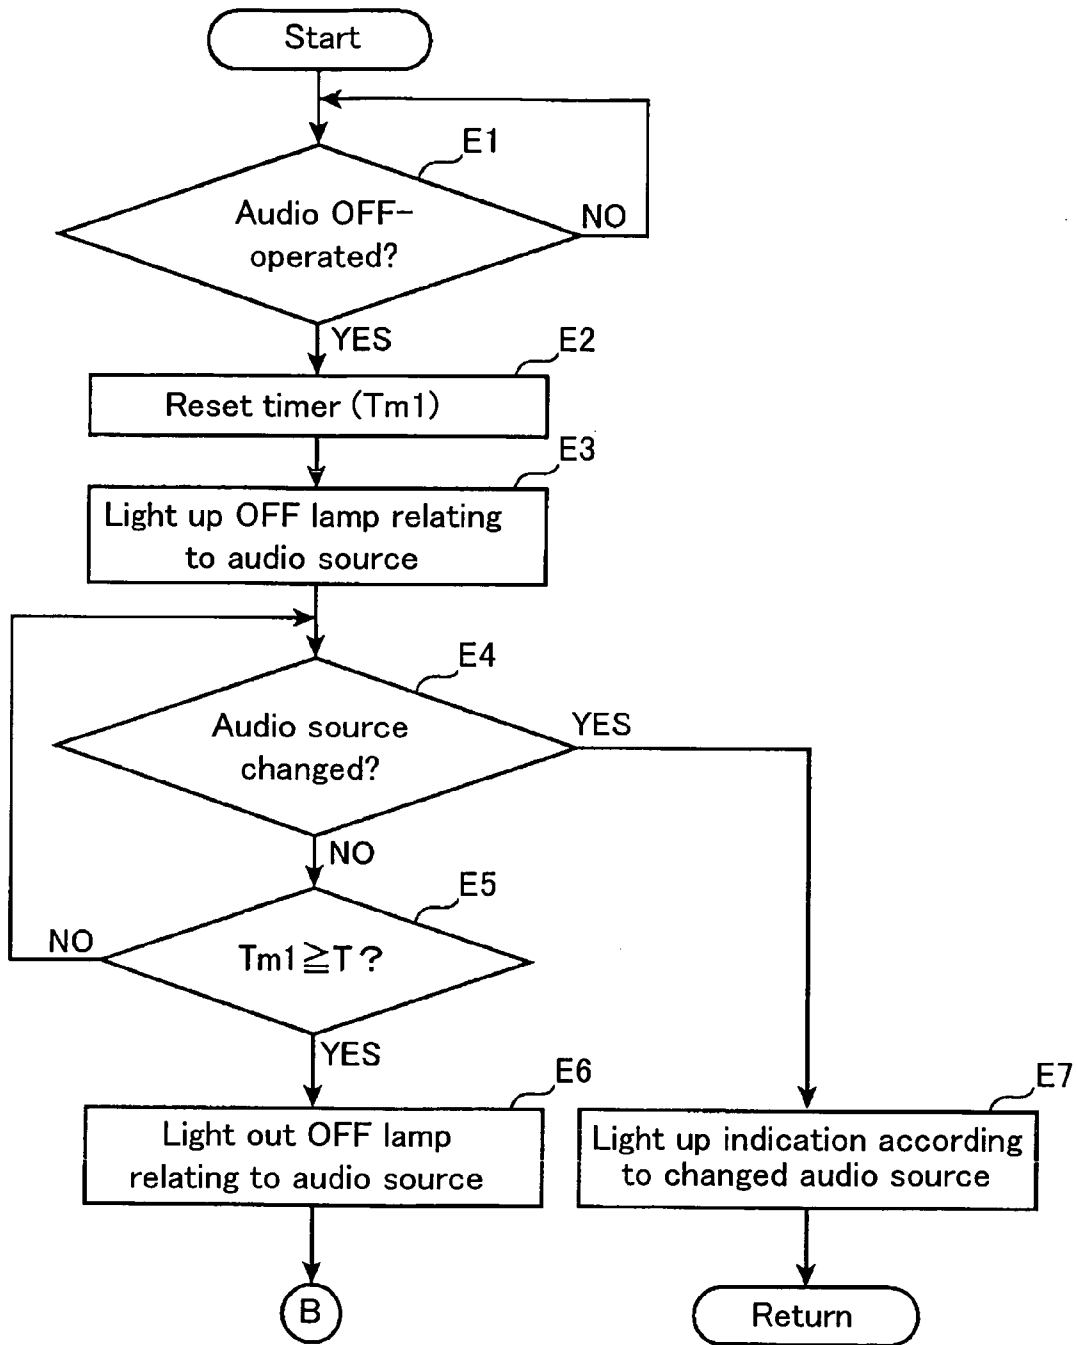 Start
E1
Audio OFF-
operated?
NO
YES
E2
Reset timer (Tm1)
E3
Light up OFF lamp relating
to audio source
E4
Audio source
changed?
YES
NO
E5
Tm1≧T?
NO
YES
E6
Light out OFF lamp
relating to audio source
E7
Light up indication according
to changed audio source
B
Return